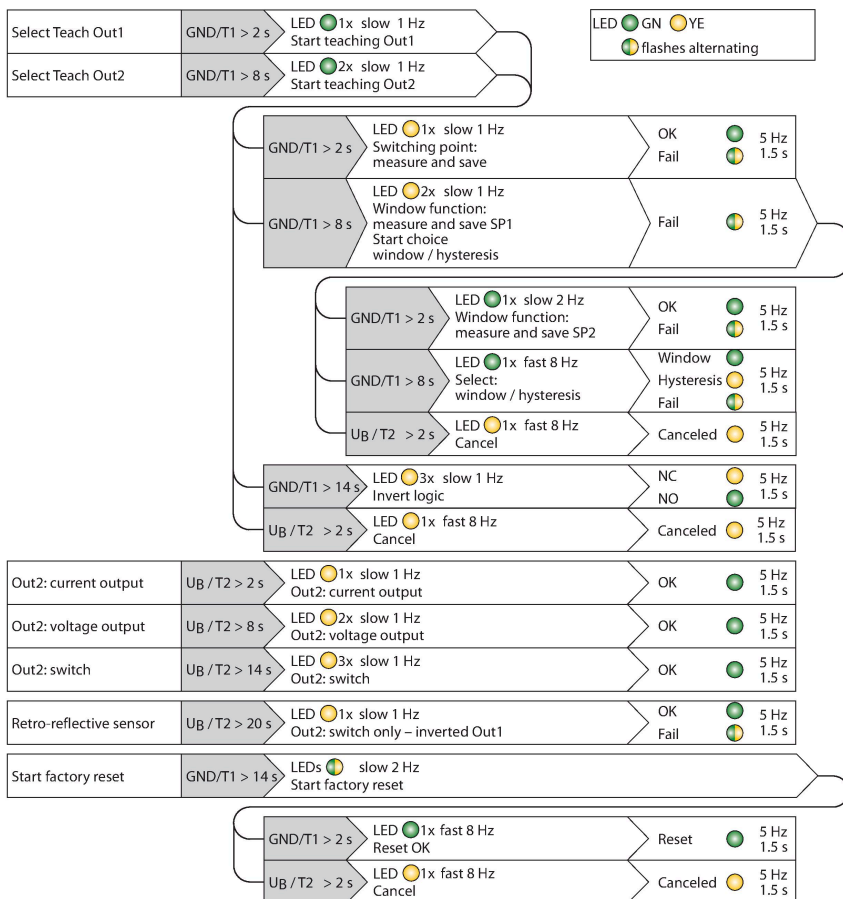 LED GN YE
flashes alternating
Select Teach Out1 GND/T1 > 2 s LED 1x slow 1 Hz
Start teaching Out1
Select Teach Out2 GND/T1 > 8 s LED 2x slow 1 Hz
Start teaching Out2
GND/T1 > 2 s LED 1x slow 1 Hz
Switching point:
measure and save
OK
Fail
5 Hz
1.5 s
GND/T1 > 8 s LED 2x slow 1 Hz
Window function:
measure and save SP1
Start choice
window / hysteresis
Fail
5 Hz
1.5 s
GND/T1 > 2 s LED 1x slow 2 Hz
Window function:
measure and save SP2
OK
Fail
5 Hz
1.5 s
GND/T1 > 8 s LED 1x fast 8 Hz
Select:
window / hysteresis
Window
Hysteresis
Fail
5 Hz
1.5 s
UB / T2 > 2 s LED 1x fast 8 Hz
Cancel
Canceled
5 Hz
1.5 s
GND/T1 > 14 s LED 3x slow 1 Hz
Invert logic
NC
NO
5 Hz
1.5 s
UB / T2 > 2 s LED 1x fast 8 Hz
Cancel
Canceled
5 Hz
1.5 s
Out2: current output UB / T2 > 2 s LED 1x slow 1 Hz
Out2: current output
OK
5 Hz
1.5 s
Out2: voltage output UB / T2 > 8 s LED 2x slow 1 Hz
Out2: voltage output
OK
5 Hz
1.5 s
Out2: switch UB / T2 > 14 s LED 3x slow 1 Hz
Out2: switch
OK
5 Hz
1.5 s
Retro-reflective sensor UB / T2 > 20 s LED 1x slow 1 Hz
Out2: switch only – inverted Out1
OK
Fail
5 Hz
1.5 s
Start factory reset GND/T1 > 14 s LEDs slow 2 Hz
Start factory reset
GND/T1 > 2 s LED 1x fast 8 Hz
Reset OK
Reset
5 Hz
1.5 s
UB / T2 > 2 s LED 1x fast 8 Hz
Cancel
Canceled
5 Hz
1.5 s